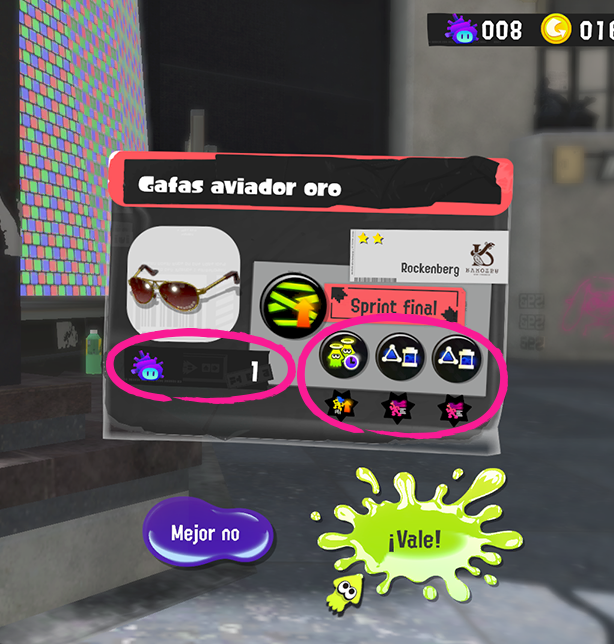 008 016
Gafas aviador oro
Rockenberg
Sprint final
1
Mejor no
¡Vale!